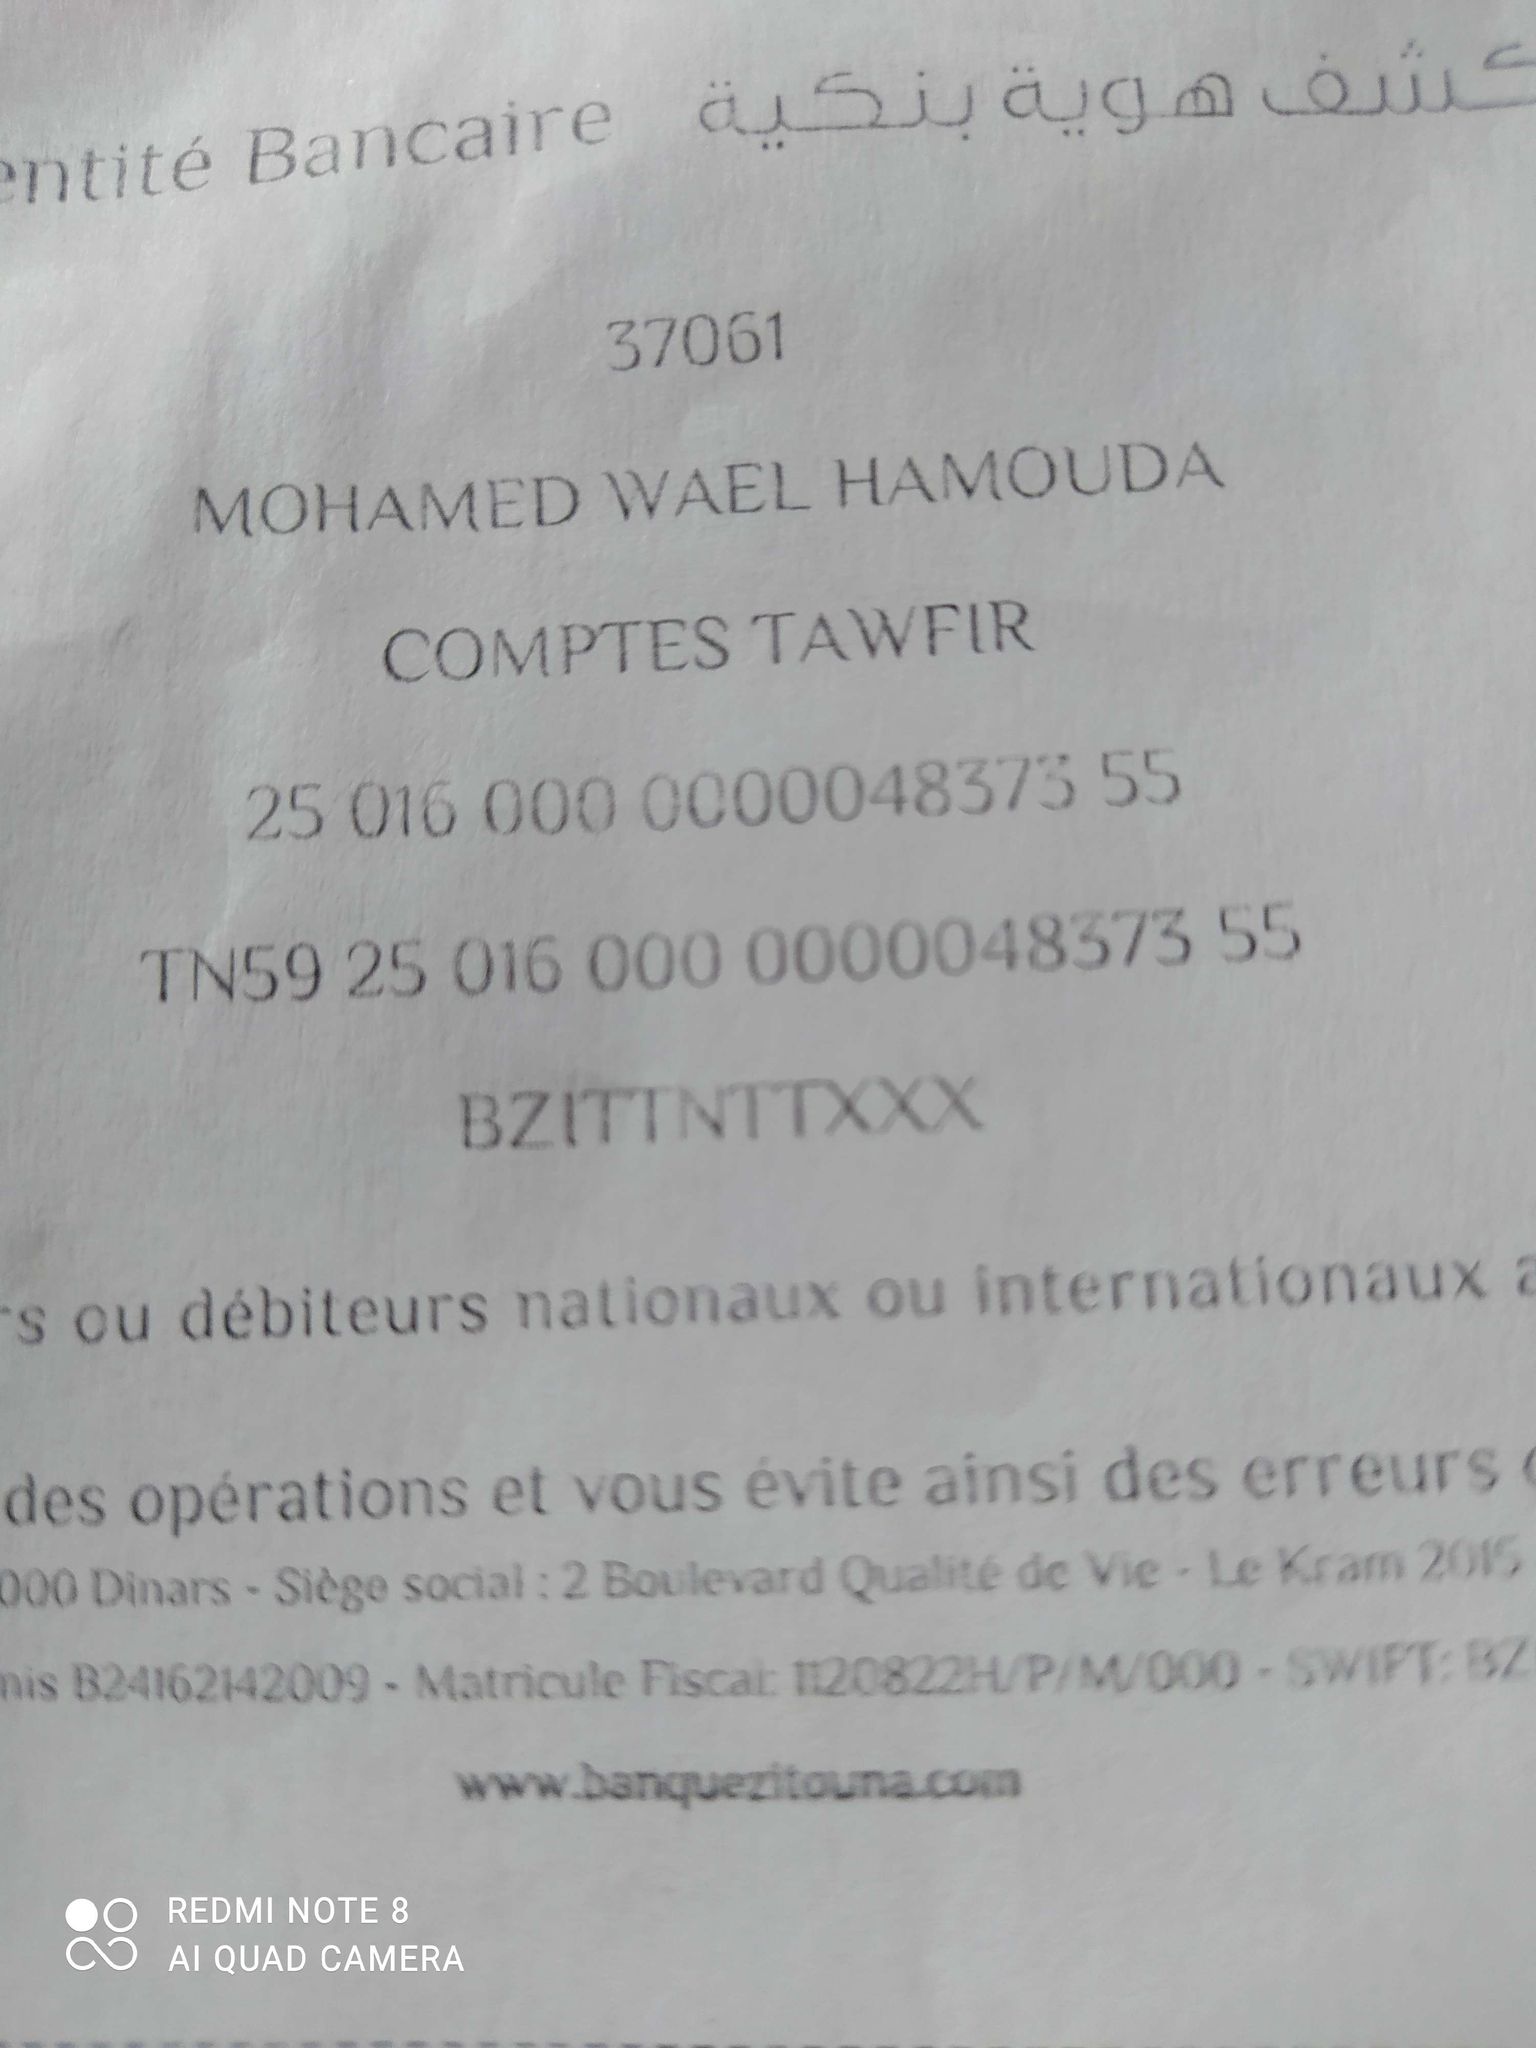 entité Bancaire كشف هوية بنكية
37061
MOHAMED WAEL HAMOUDA
COMPTES TAWFIR
25 016 000 0000048373 55
TN59 25 016 000 0000048373 55
BZITTNTTXXX
rs ou débiteurs nationaux ou internationaux a
des opérations et vous évite ainsi des erreurs
000 Dinars - Siège social : 2 Boulevard Qualité de Vie - Le Kram 2015
nis B24162142009 - Matricule Fiscal: 1120822H/P/M/000 - SWIFT: BZ
www.banquezitouna.com
REDMI NOTE 8
AI QUAD CAMERA